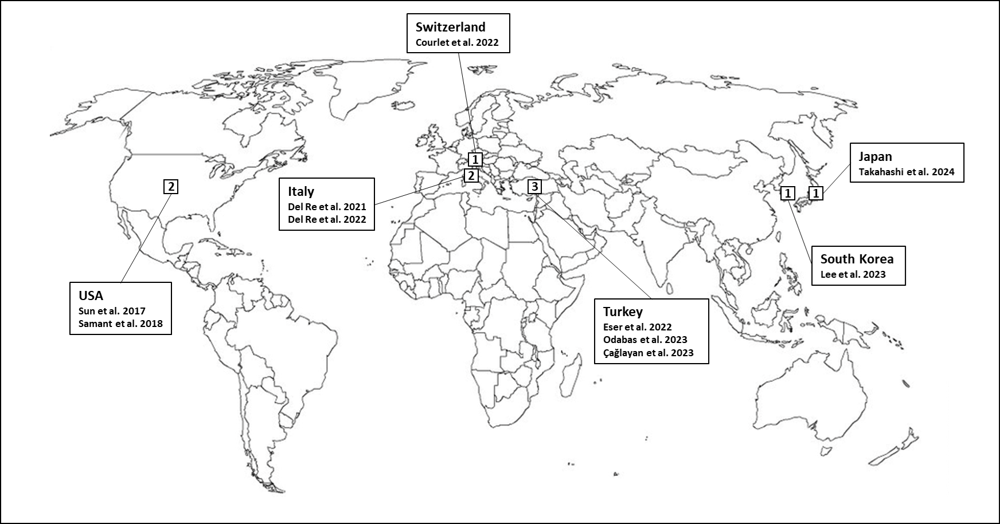 Switzerland
Courlet et al. 2022
1
2
Italy
Del Re et al. 2021
Del Re et al. 2022
2
USA
Sun et al. 2017
Samant et al. 2018
3
Turkey
Eser et al. 2022
Odabas et al. 2023
Çağlayan et al. 2023
1
South Korea
Lee et al. 2023
1
Japan
Takahashi et al. 2024